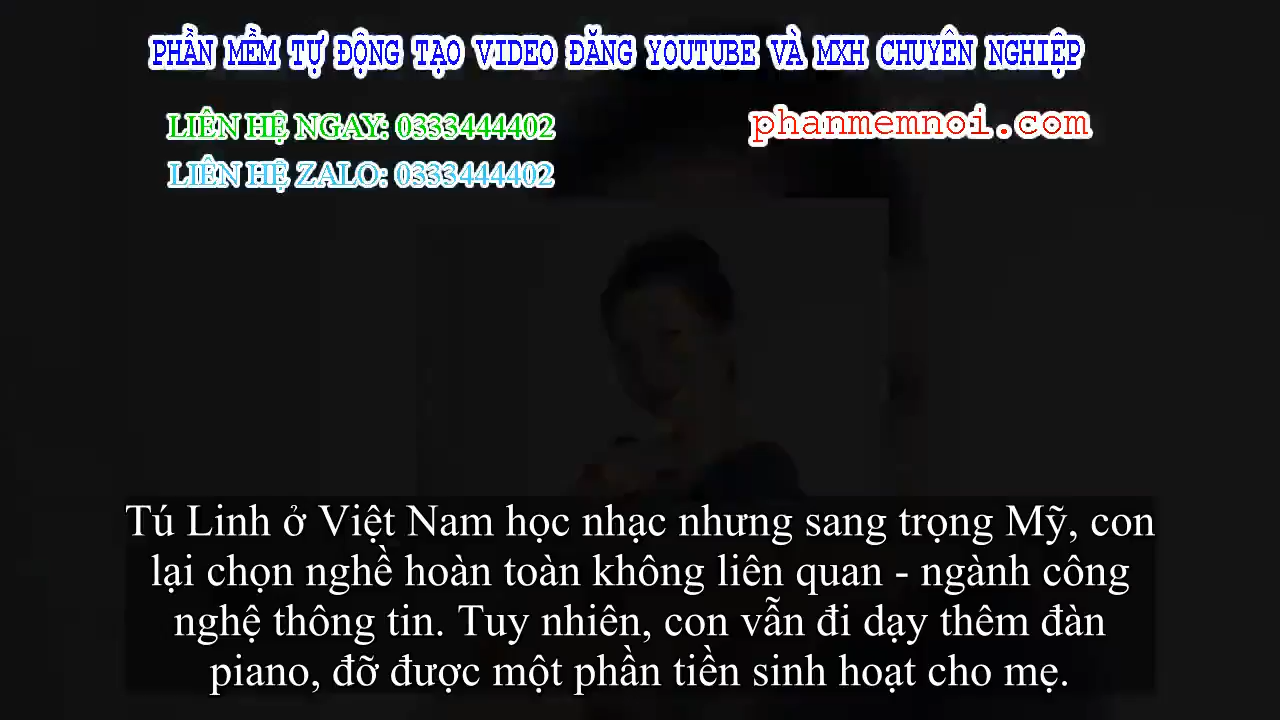 PHẦN MỀM TỰ ĐỘNG TẠO VIDEO ĐĂNG YOUTUBE VÀ MXH CHUYÊN NGHIỆP
LIÊN HỆ NGAY: 0333444402
phanmemnoi.com
LIÊN HỆ ZALO: 0333444402
Tú Linh ở Việt Nam học nhạc nhưng sang trọng Mỹ, con
lại chọn nghề hoàn toàn không liên quan - ngành công
nghệ thông tin. Tuy nhiên, con vẫn đi dạy thêm đàn
piano, đỡ được một phần tiền sinh hoạt cho mẹ.